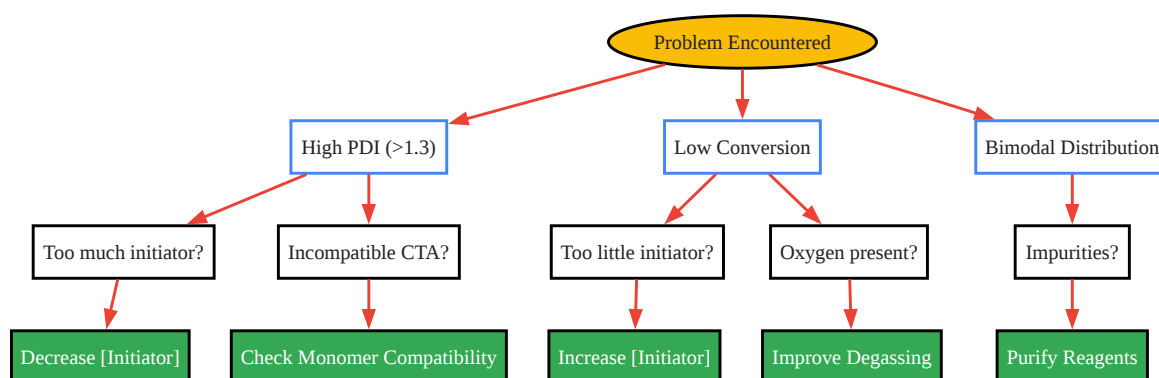 Problem Encountered
High PDI (>1.3)
Low Conversion
Bimodal Distribution
Too much initiator?
Incompatible CTA?
Too little initiator?
Oxygen present?
Impurities?
Decrease [Initiator]
Check Monomer Compatibility
Increase [Initiator]
Improve Degassing
Purify Reagents